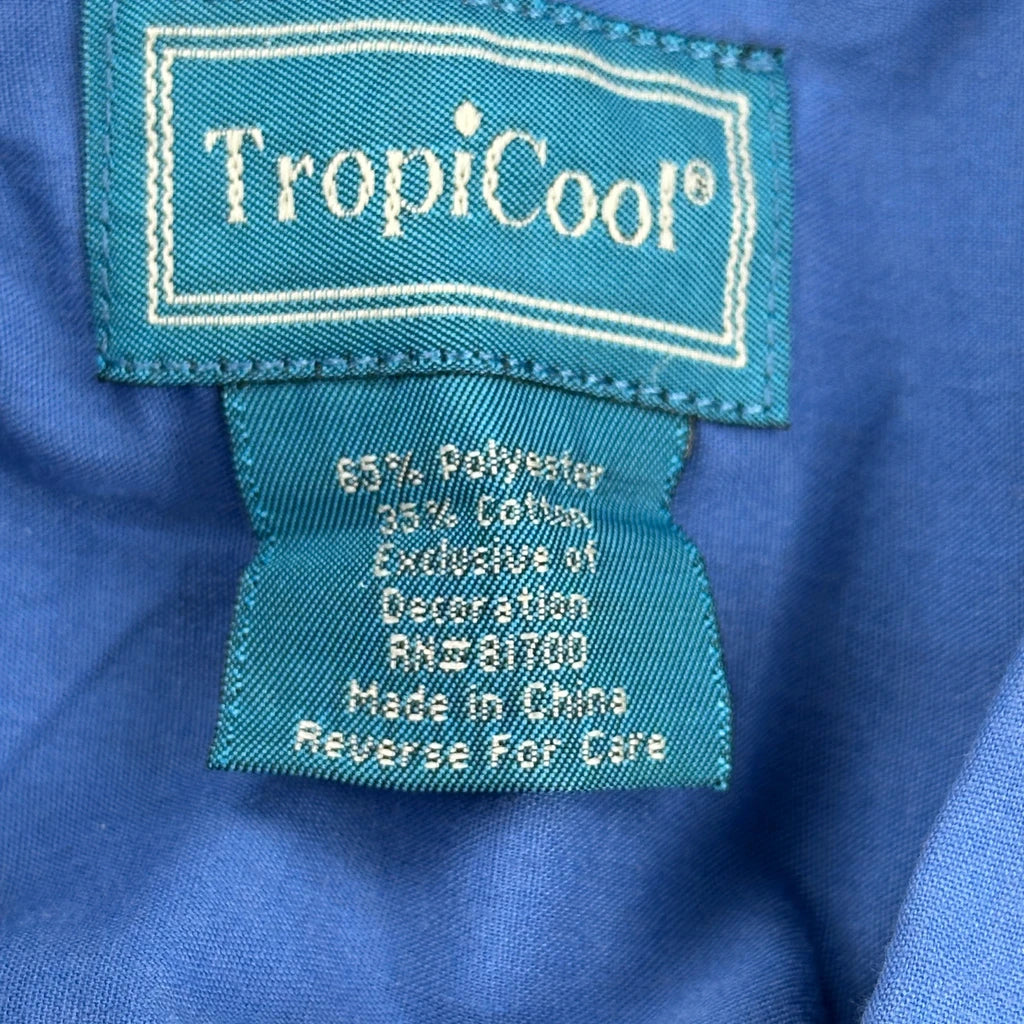 TropiCool®
65% Polyester
35% Cotton
Exclusive of
Decoration
RN# 81700
Made in China
Reverse For Care